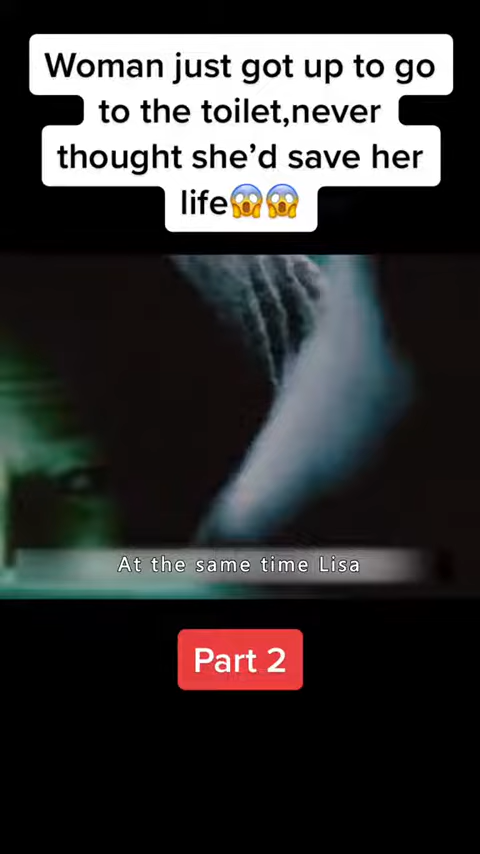 Woman just got up to go
to the toilet,never
thought she’d save her
life😱😱
At the same time Lisa
Part 2